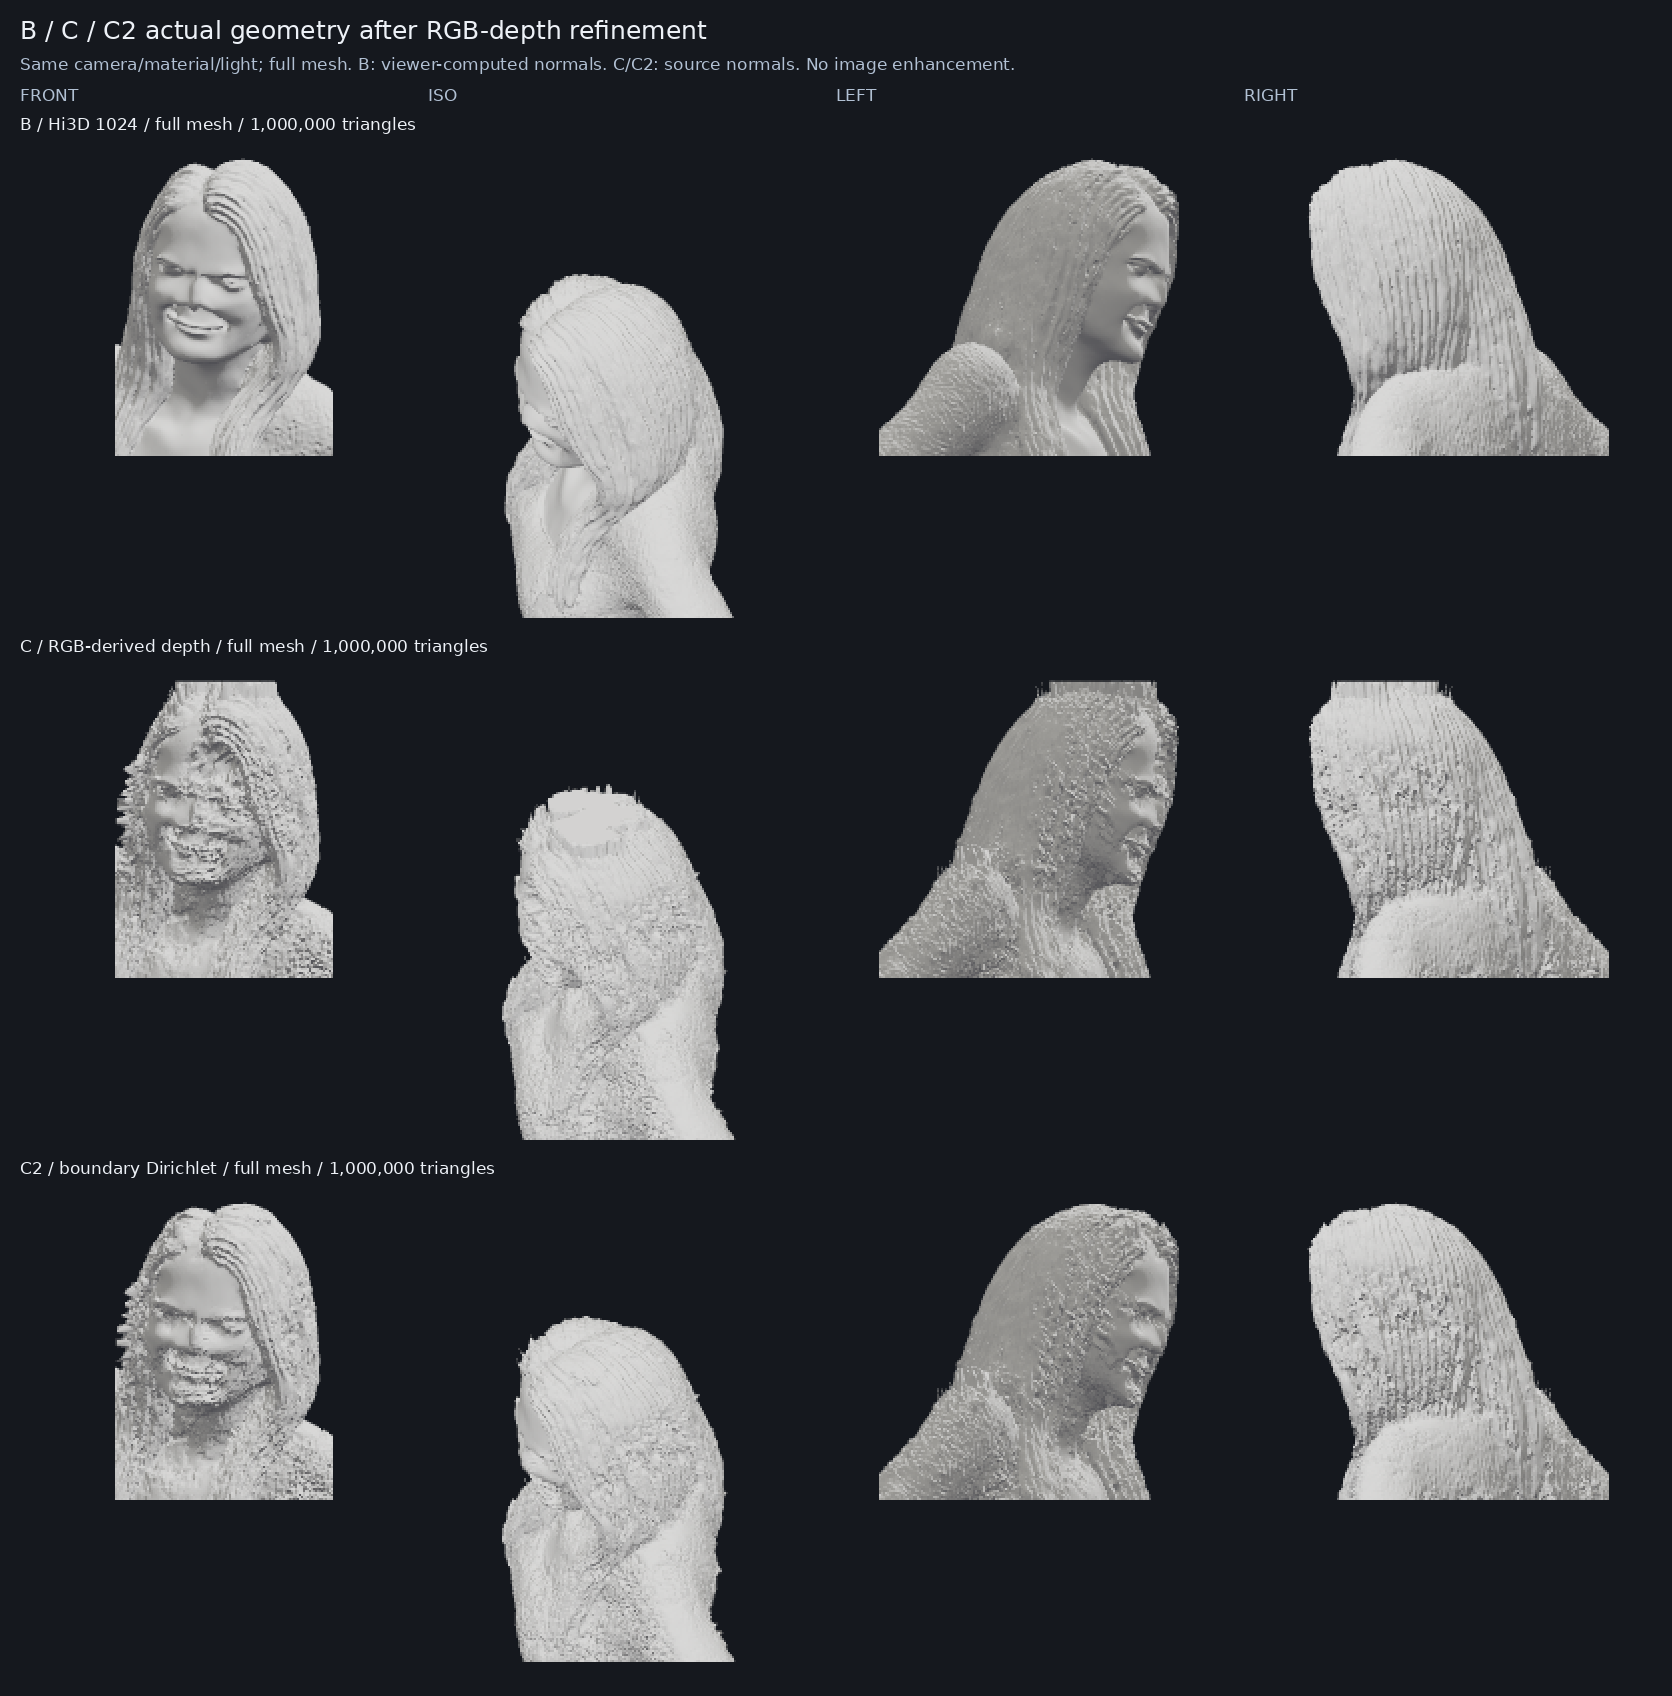 B / C / C2 actual geometry after RGB-depth refinement
Same camera/material/light; full mesh. B: viewer-computed normals. C/C2: source normals. No image enhancement.
FRONT ISO LEFT RIGHT
B / Hi3D 1024 / full mesh / 1,000,000 triangles
C / RGB-derived depth / full mesh / 1,000,000 triangles
C2 / boundary Dirichlet / full mesh / 1,000,000 triangles